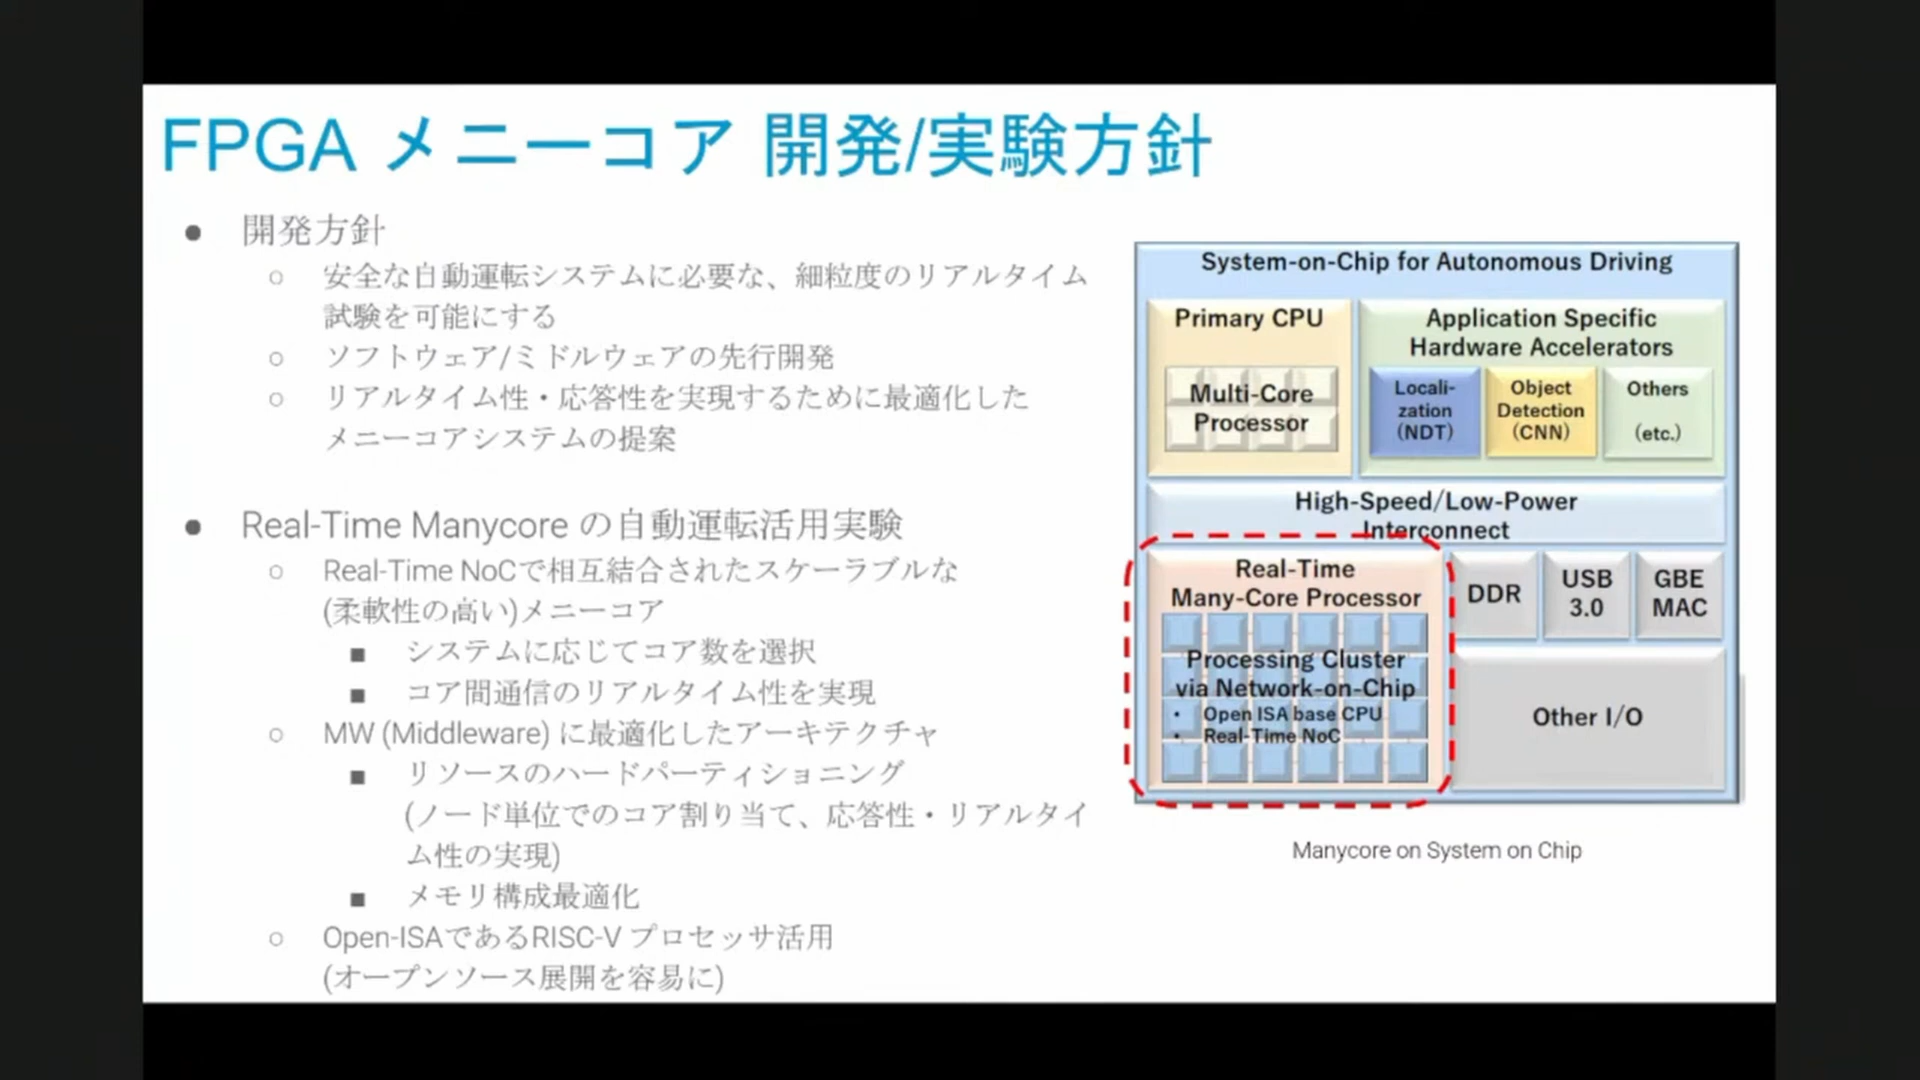 FPGA メニーコア 開発/実験方針
● 開発方針
○ 安全な自動運転システムに必要な、細粒度のリアルタイム
試験を可能にする
○ ソフトウェア/ミドルウェアの先行開発
○ リアルタイム性・応答性を実現するために最適化した
メニーコアシステムの提案
● Real-Time Manycore の自動運転活用実験
○ Real-Time NoCで相互結合されたスケーラブルな
(柔軟性の高い)メニーコア
■ システムに応じてコア数を選択
■ コア間通信のリアルタイム性を実現
○ MW (Middleware) に最適化したアーキテクチャ
■ リソースのハードパーティショニング
(ノード単位でのコア割り当て、応答性・リアルタイ
ム性の実現)
■ メモリ構成最適化
○ Open-ISAであるRISC-V プロセッサ活用
(オープンソース展開を容易に)
System-on-Chip for Autonomous Driving
Primary CPU
Multi-Core
Processor
Application Specific
Hardware Accelerators
Locali-
zation
(NDT)
Object
Detection
(CNN)
Others
(etc.)
High-Speed/Low-Power
Interconnect
Real-Time
Many-Core Processor
Processing Cluster
via Network-on-Chip
• Open ISA base CPU
• Real-Time NoC
DDR
USB
3.0
GBE
MAC
Other I/O
Manycore on System on Chip